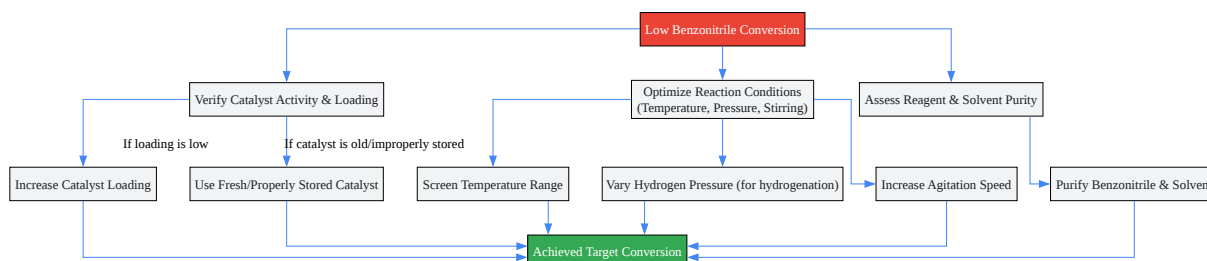 Low Benzonitrile Conversion
Verify Catalyst Activity & Loading
Optimize Reaction Conditions
(Temperature, Pressure, Stirring)
Assess Reagent & Solvent Purity
If loading is low
If catalyst is old/improperly stored
Increase Catalyst Loading
Use Fresh/Properly Stored Catalyst
Screen Temperature Range
Vary Hydrogen Pressure (for hydrogenation)
Increase Agitation Speed
Purify Benzonitrile & Solvent
Achieved Target Conversion